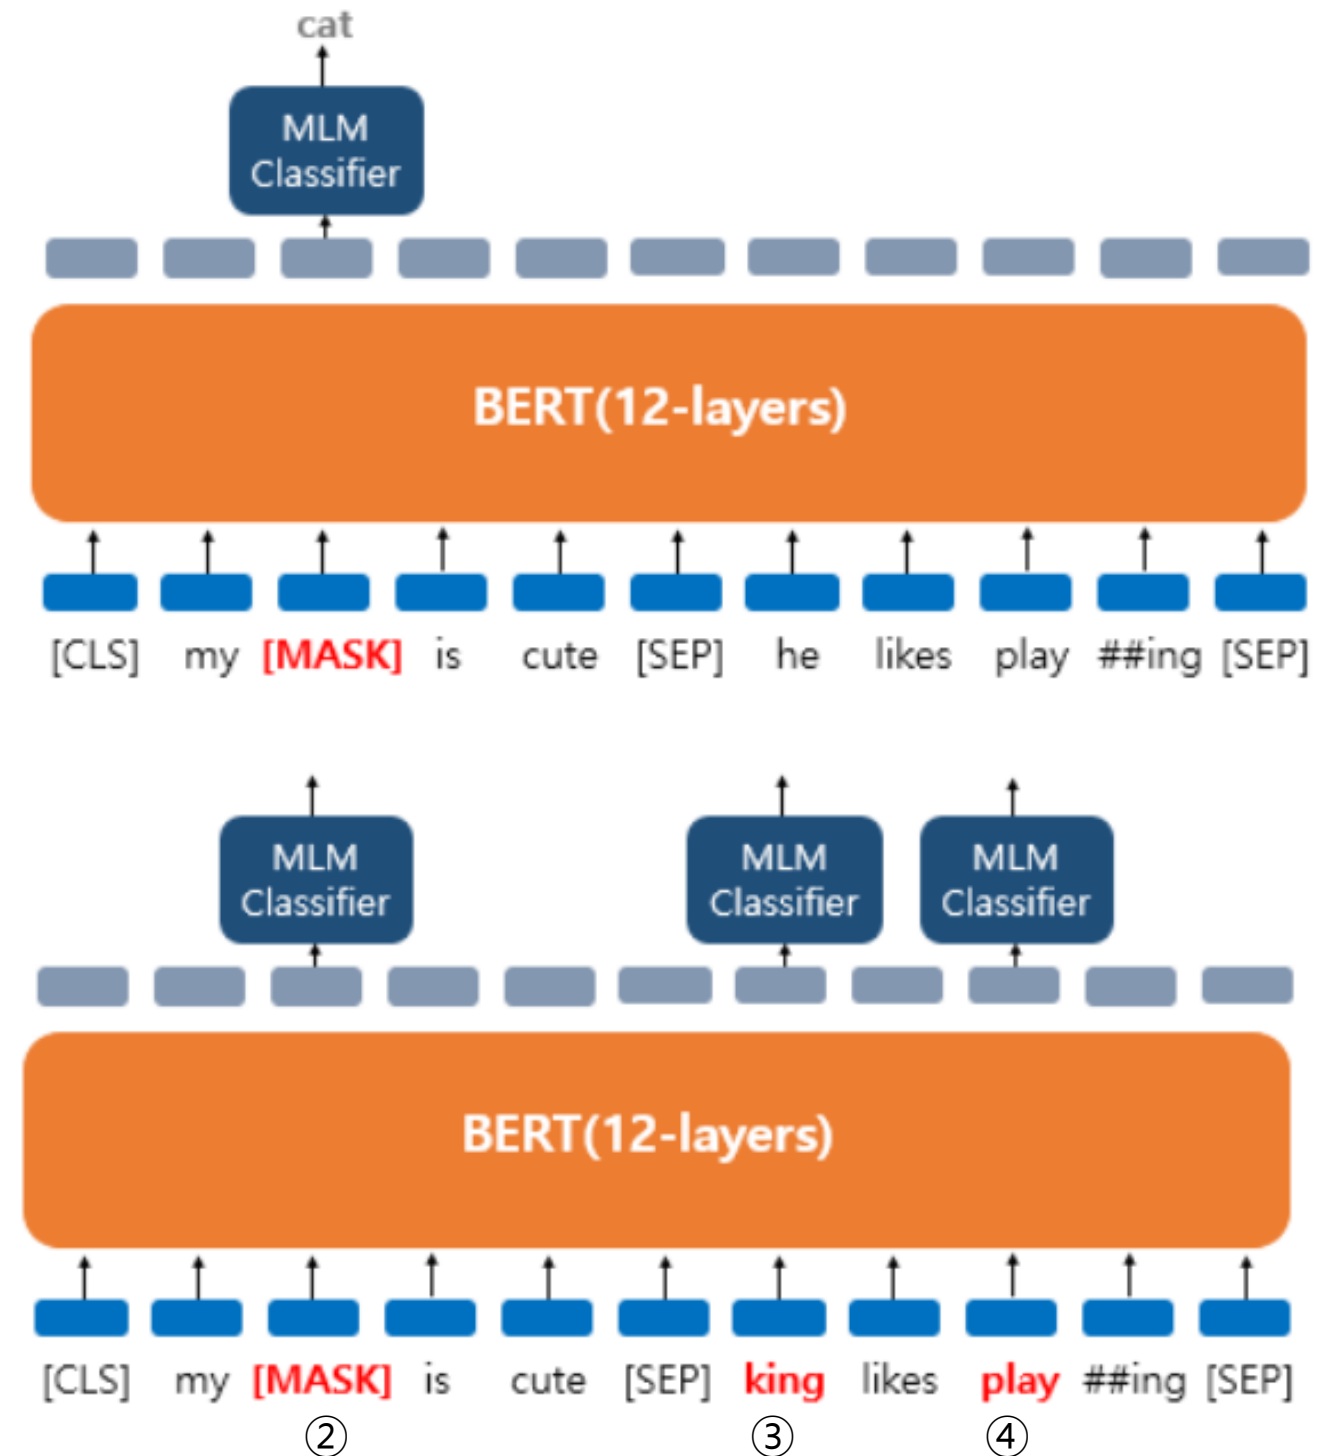 cat
MLM
Classifier
BERT(12-layers)
[CLS] my [MASK] is cute [SEP] he likes play ##ing [SEP]
MLM
Classifier
MLM
Classifier
MLM
Classifier
BERT(12-layers)
[CLS] my [MASK] is cute [SEP] king likes play ##ing [SEP]
② ③ ④